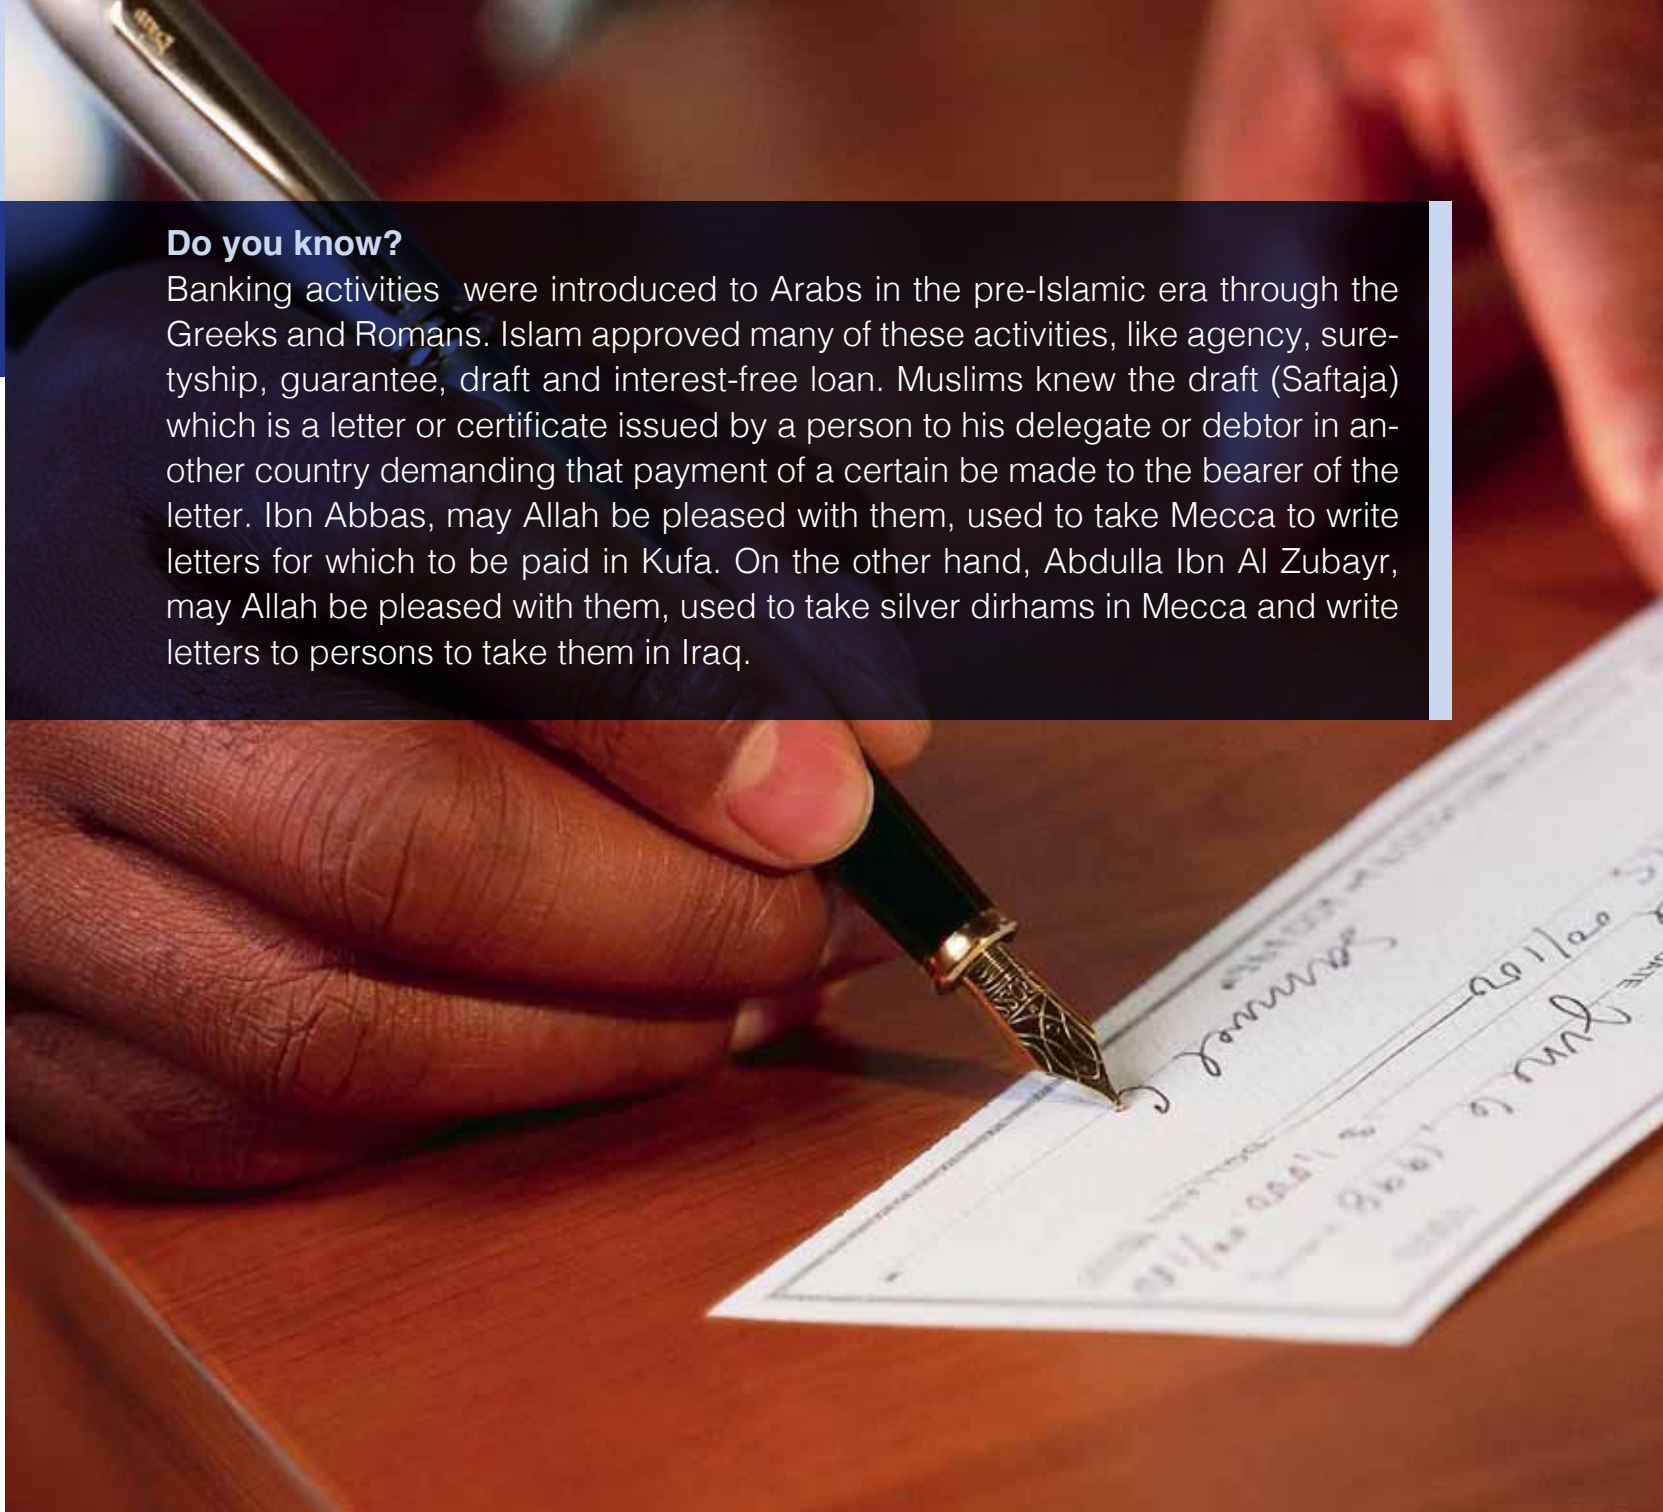 Do you know?
Banking activities were introduced to Arabs in the pre-Islamic era through the
Greeks and Romans. Islam approved many of these activities, like agency, sure-
tyship, guarantee, draft and interest-free loan. Muslims knew the draft (Saftaja)
which is a letter or certificate issued by a person to his delegate or debtor in an-
other country demanding that payment of a certain be made to the bearer of the
letter. Ibn Abbas, may Allah be pleased with them, used to take Mecca to write
letters for which to be paid in Kufa. On the other hand, Abdulla Ibn Al Zubayr,
may Allah be pleased with them, used to take silver dirhams in Mecca and write
letters to persons to take them in Iraq.
Samuel C
June 6, 1998